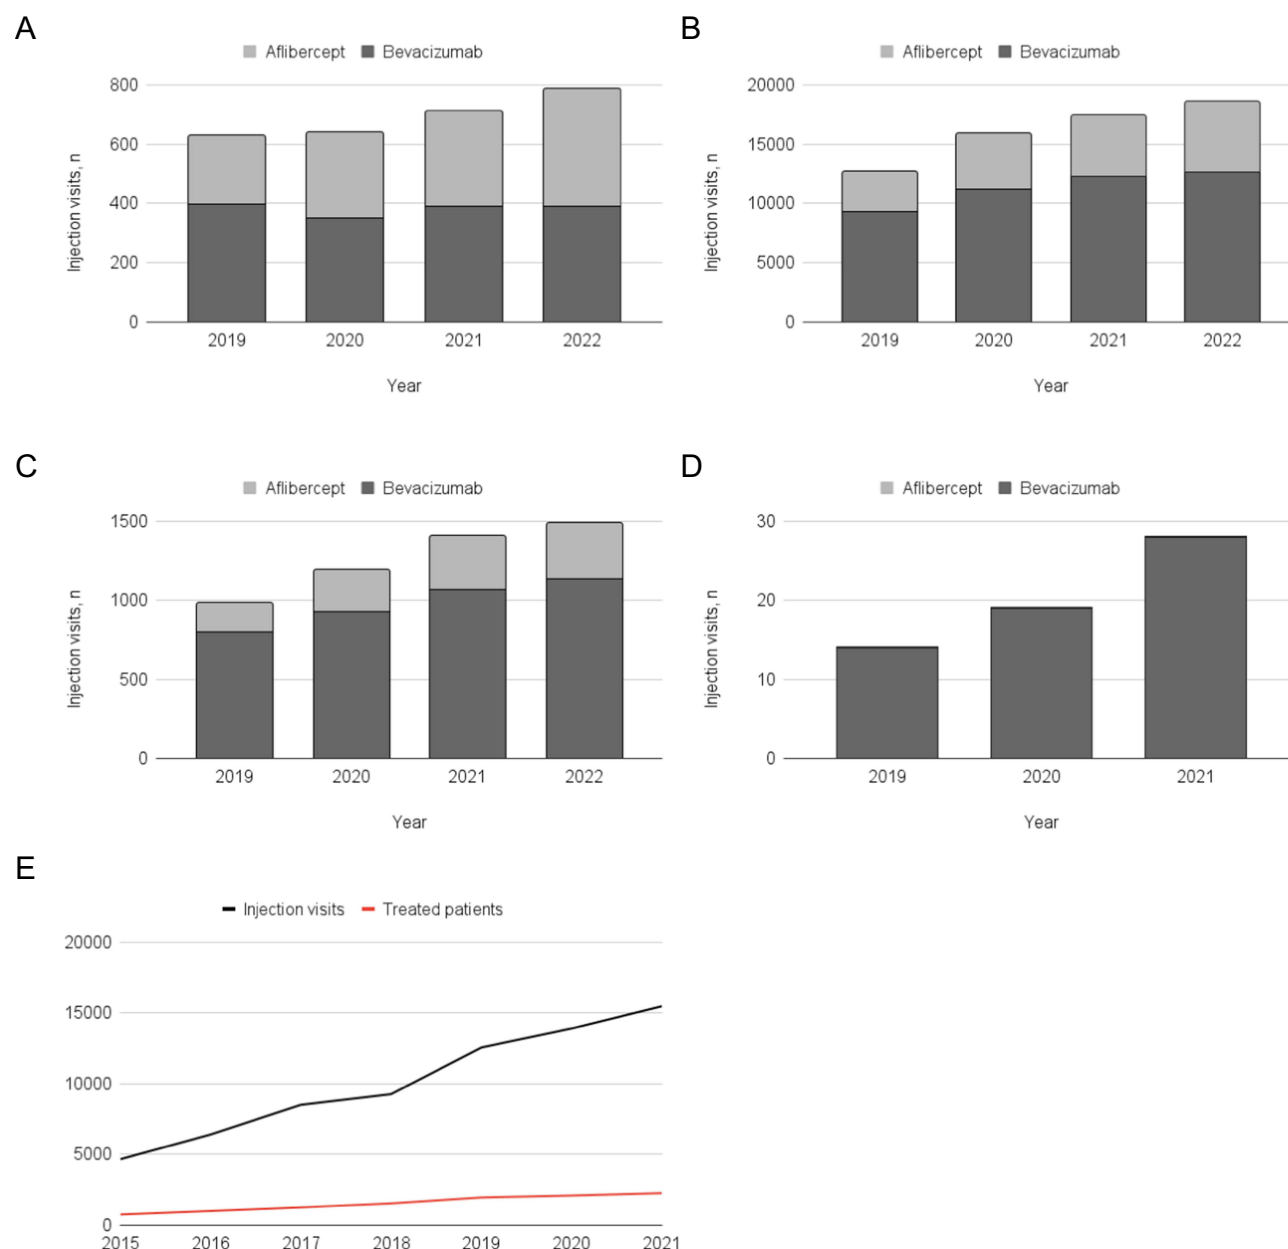 A
Aflibercept Bevacizumab
800
600
400
200
0
Injection visits, n
2019 2020 2021 2022
Year
B
Aflibercept Bevacizumab
20000
15000
10000
5000
0
Injection visits, n
2019 2020 2021 2022
Year
C
Aflibercept Bevacizumab
1500
1000
500
0
Injection visits, n
2019 2020 2021 2022
Year
D
Aflibercept Bevacizumab
30
20
10
0
Injection visits, n
2019 2020 2021
Year
E
Injection visits Treated patients
20000
15000
10000
5000
0
2015 2016 2017 2018 2019 2020 2021